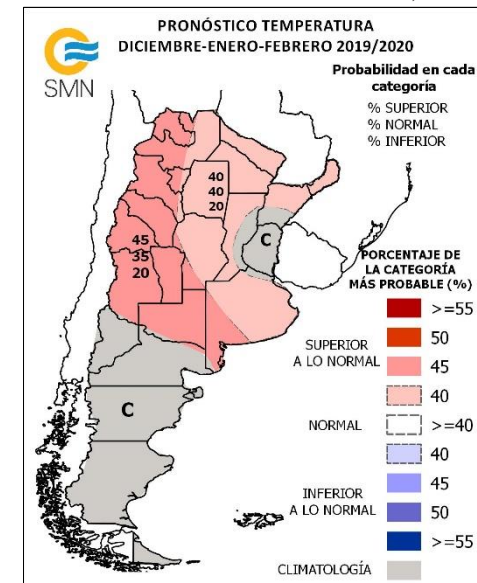 PRONÓSTICO TEMPERATURA
DICIEMBRE-ENERO-FEBRERO 2019/2020
SMN
Probabilidad en cada
categoría
% SUPERIOR
% NORMAL
% INFERIOR
40
40
20
45
35
20
C
C
PORCENTAJE DE
LA CATEGORÍA
MÁS PROBABLE (%)
>=55
50
SUPERIOR
A LO NORMAL
45
40
NORMAL
>=40
40
45
INFERIOR
A LO NORMAL
50
>=55
CLIMATOLOGÍA